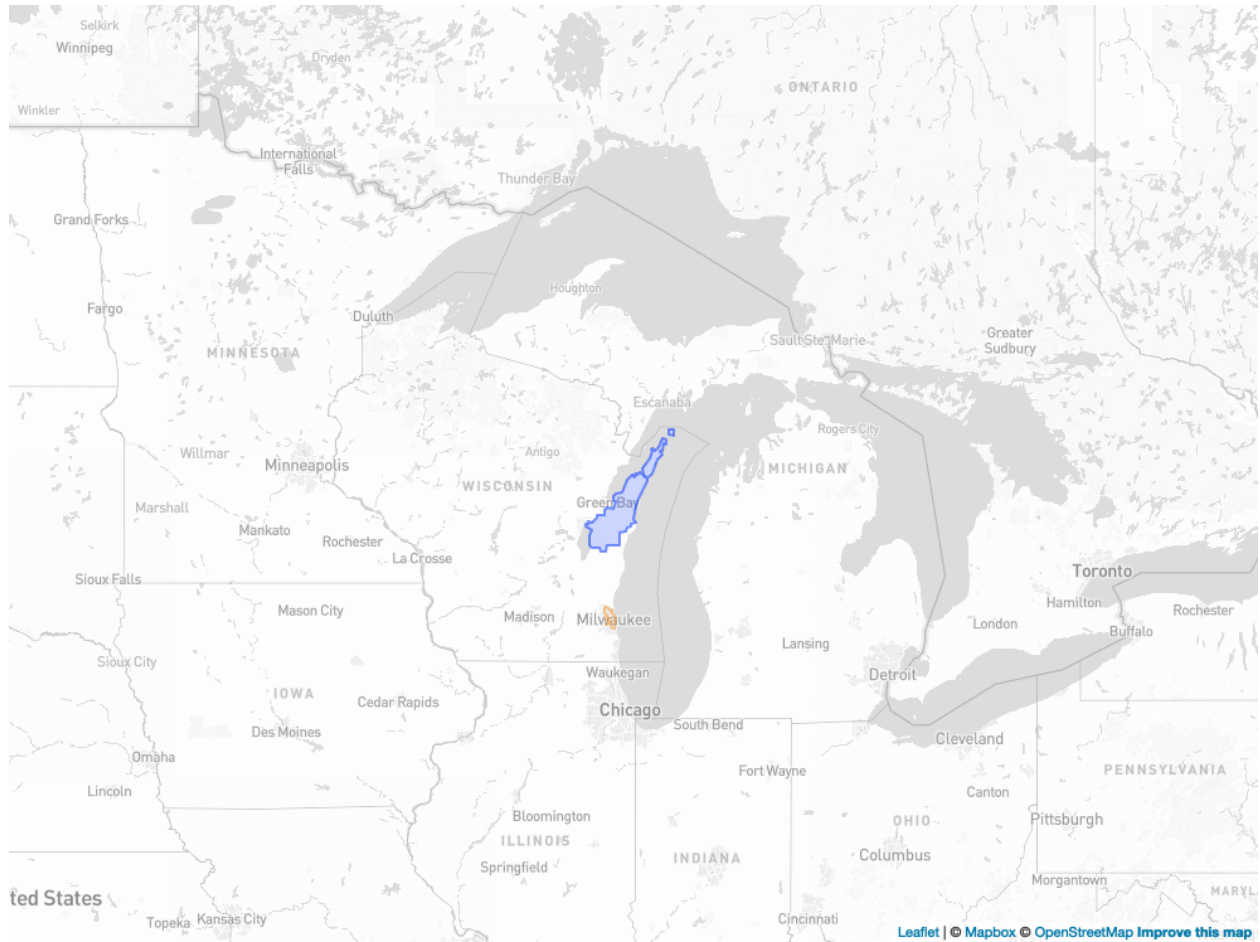 Selkirk
Winnipeg
Dryden
ONTARIO
Winkler
International
Falls
Thunder Bay
Grand Forks
Houghton
Fargo
Duluth
Greater
Sudbury
Sault Ste. Marie
MINNESOTA
Escanaba
Rogers City
Antigo
Willmar
Minneapolis
MICHIGAN
WISCONSIN
Green Bay
Marshall
Mankato
Rochester
La Crosse
Toronto
Sioux Falls
Hamilton
Mason City
Madison
Milwaukee
London
Rochester
Buffalo
Lansing
Sioux City
Waukegan
Detroit
IOWA
Cedar Rapids
Chicago
South Bend
Des Moines
Cleveland
Omaha
Fort Wayne
PENNSYLVANIA
Lincoln
Canton
Bloomington
OHIO
Pittsburgh
ILLINOIS
INDIANA
Columbus
Springfield
Morgantown
ted States
MARYL
Topeka
Kansas City
Cincinnati
Leaflet | © Mapbox © OpenStreetMap Improve this map